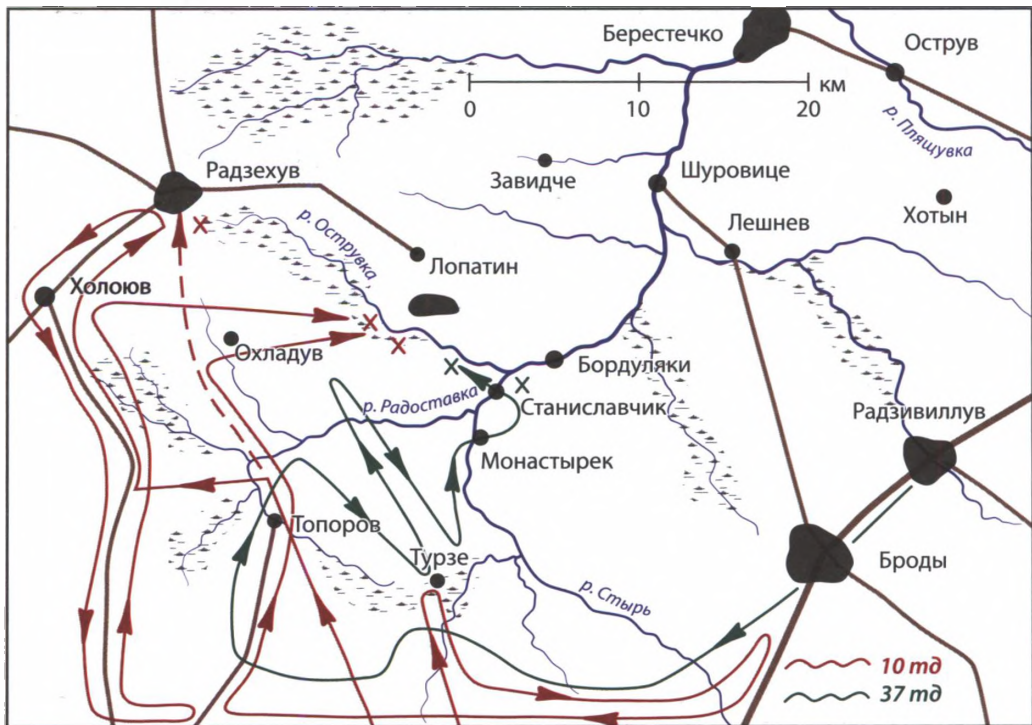 Берестечко
Острув
км
0
10
20
р. Плящувка
Радзехув
Завидче
Шуровице
Хотын
р. Острувка
Лешнев
Лопатин
Холоюв
Охладув
Бордуляки
р. Радоставка
Станиславчик
Радзивиллув
Монастырек
Топоров
Турзе
Броды
р. Стырь
10 тд
37 тд